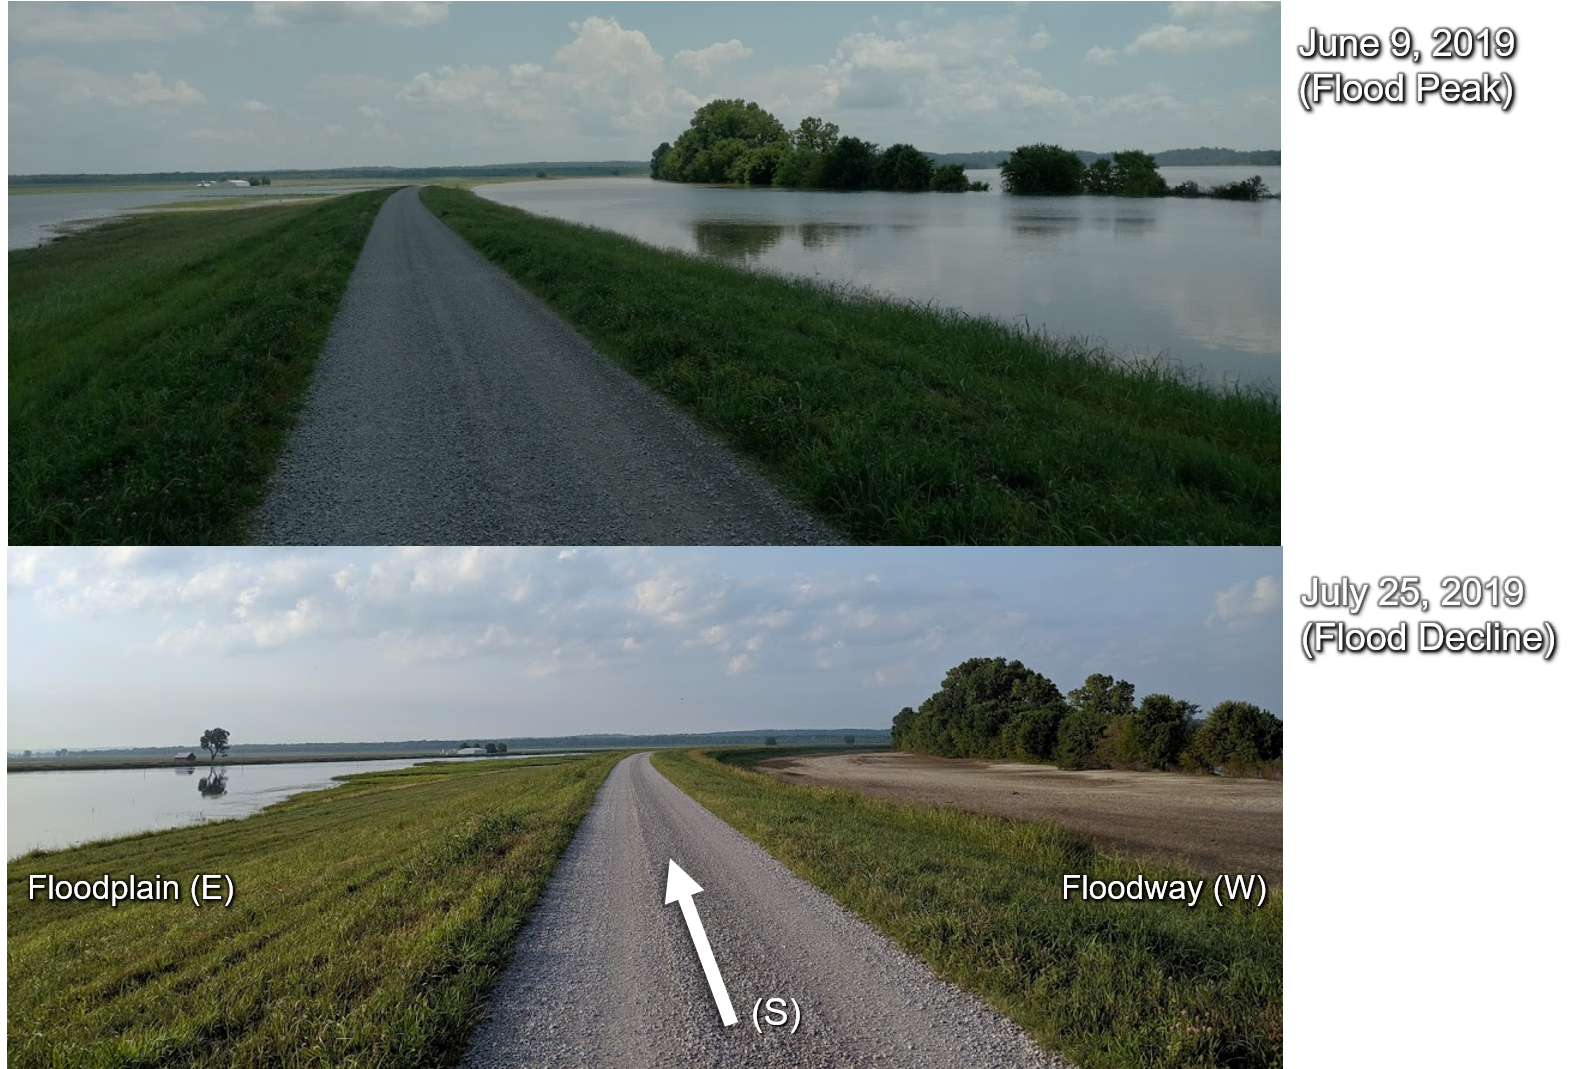 June 9, 2019
(Flood Peak)
July 25, 2019
(Flood Decline)
Floodplain (E)
Floodway (W)
(S)